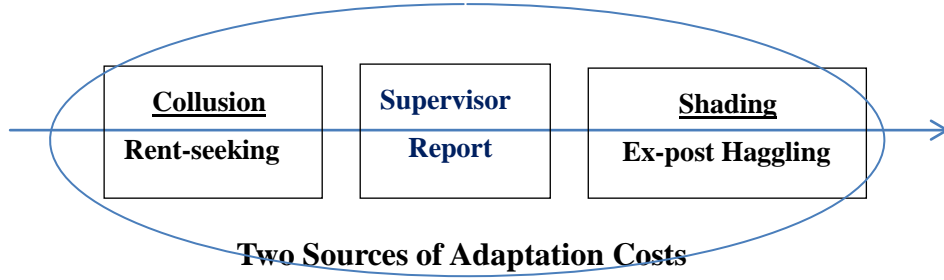 Collusion
Rent-seeking
Supervisor
Report
Shading
Ex-post Haggling
Two Sources of Adaptation Costs